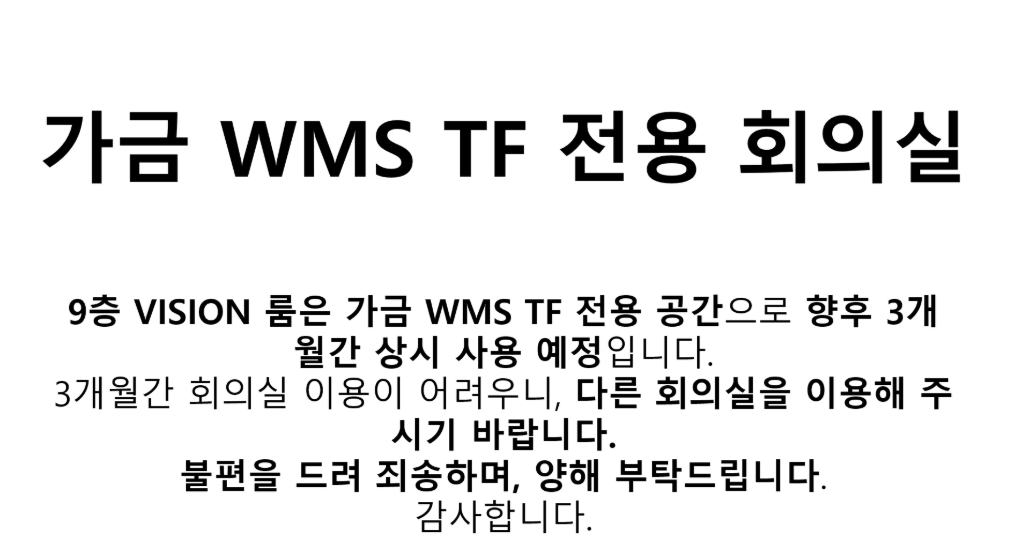 가금 WMS TF 전용 회의실
9층 VISION 룸은 가금 WMS TF 전용 공간으로 향후 3개
월간 상시 사용 예정입니다.
3개월간 회의실 이용이 어려우니, 다른 회의실을 이용해 주
시기 바랍니다.
불편을 드려 죄송하며, 양해 부탁드립니다.
감사합니다.